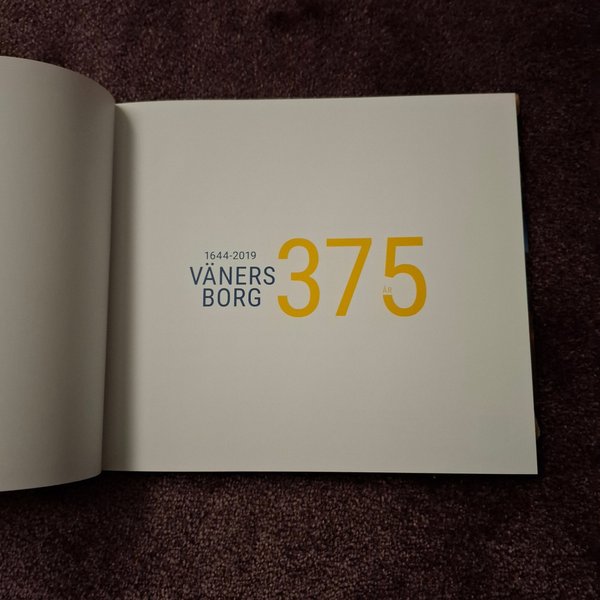 1644-2019
VÄNERS
BORG
375
ÅR